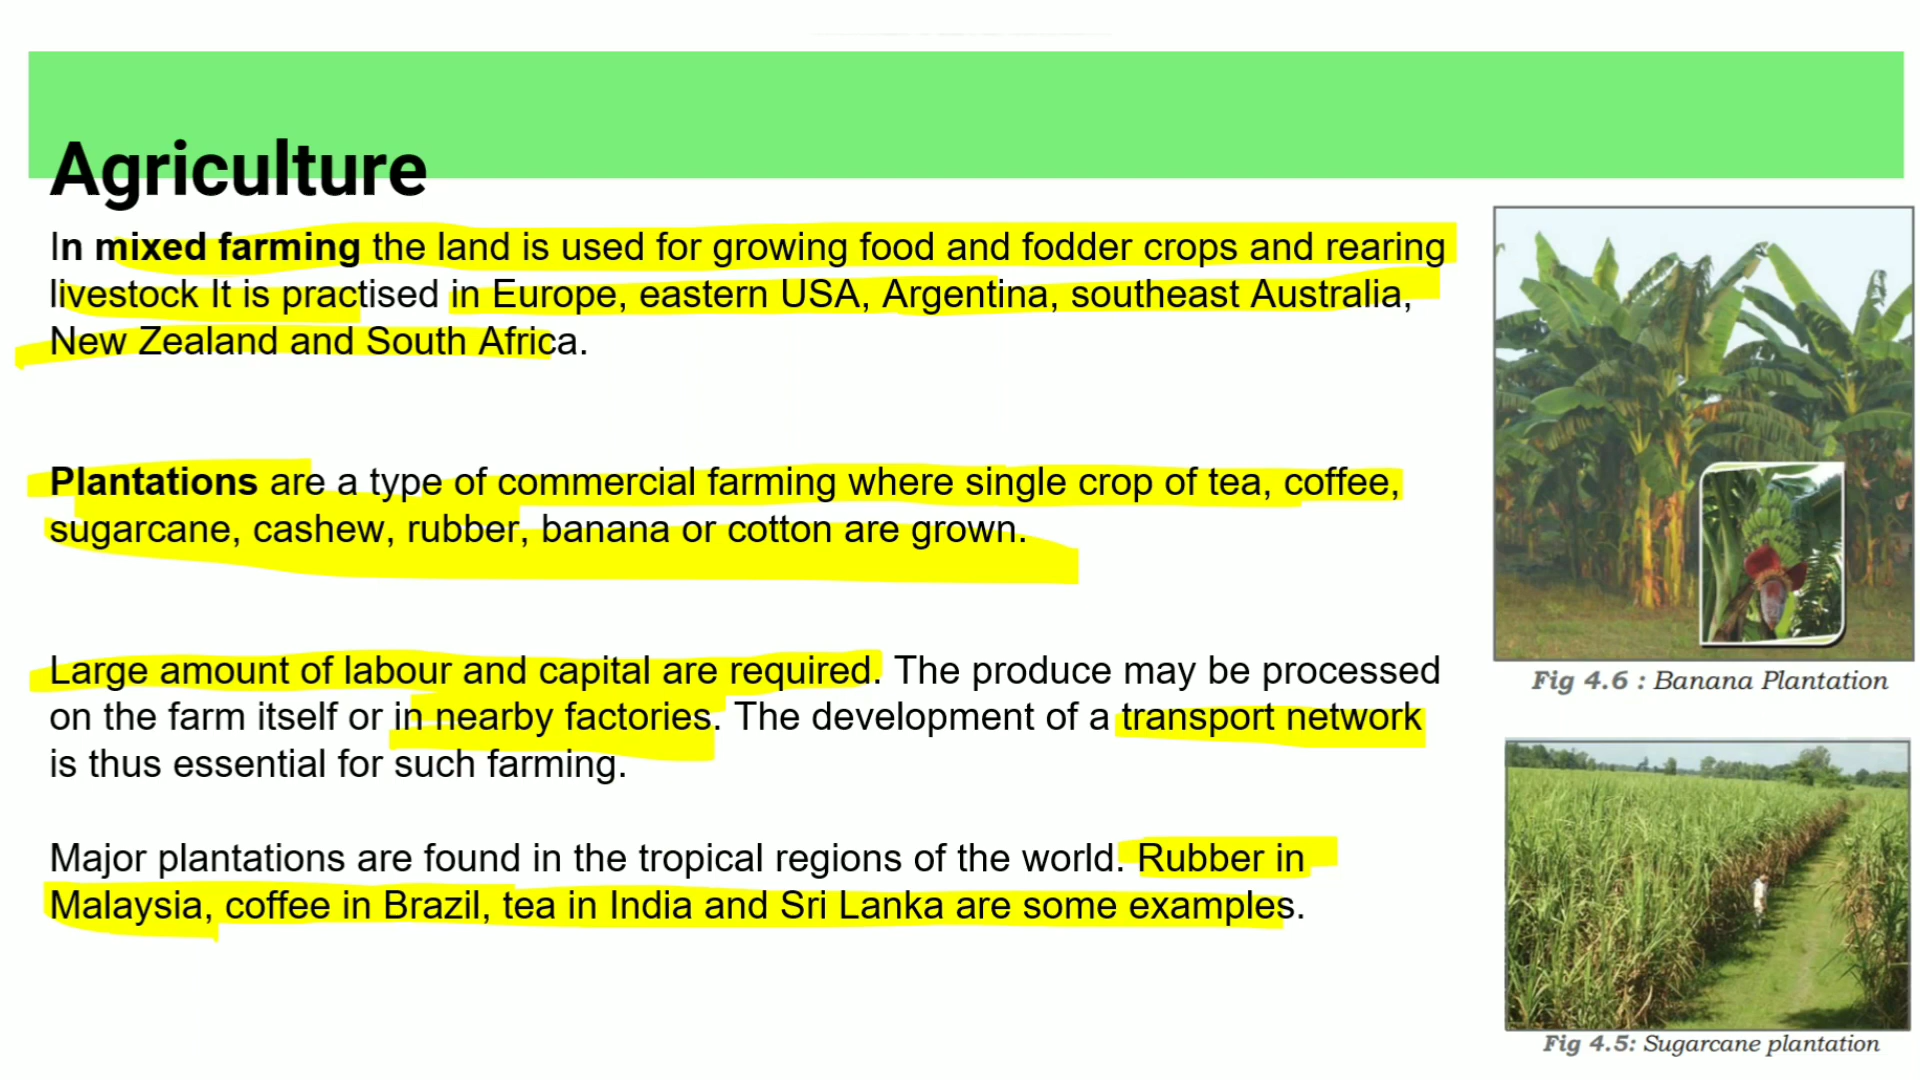 Agriculture
In mixed farming the land is used for growing food and fodder crops and rearing
livestock It is practised in Europe, eastern USA, Argentina, southeast Australia,
New Zealand and South Africa.
Plantations are a type of commercial farming where single crop of tea, coffee,
sugarcane, cashew, rubber, banana or cotton are grown.
Large amount of labour and capital are required. The produce may be processed
on the farm itself or in nearby factories. The development of a transport network
is thus essential for such farming.
Major plantations are found in the tropical regions of the world. Rubber in
Malaysia, coffee in Brazil, tea in India and Sri Lanka are some examples.
Fig 4.6 : Banana Plantation
Fig 4.5: Sugarcane plantation